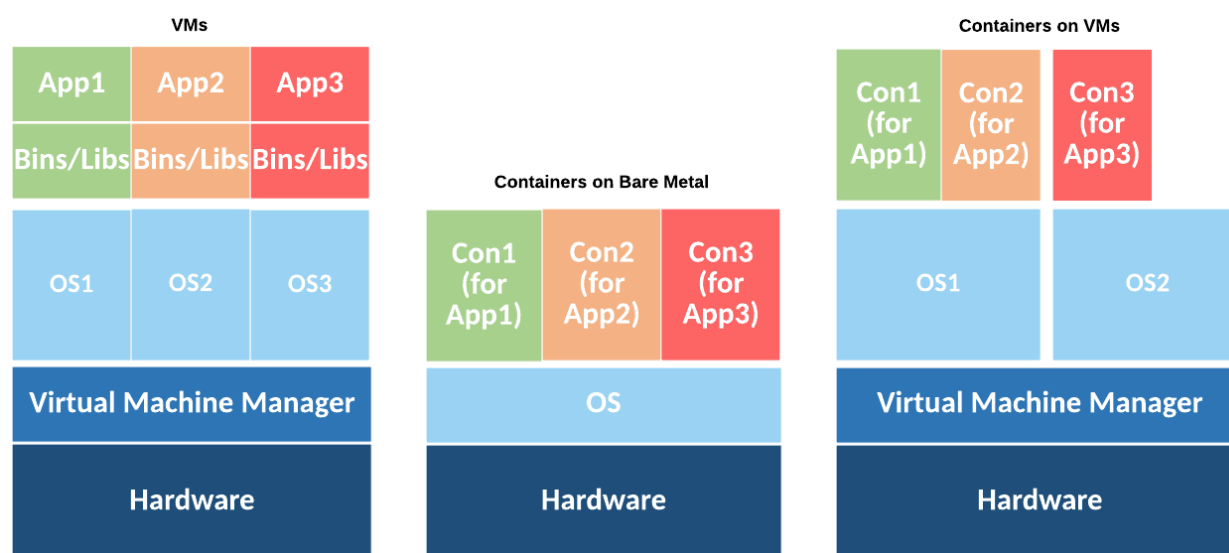 VMs
App1
App2
App3
Bins/Libs
Bins/Libs
Bins/Libs
OS1
OS2
OS3
Virtual Machine Manager
Hardware
Containers on Bare Metal
Con1
(for
App1)
Con2
(for
App2)
Con3
(for
App3)
OS
Hardware
Containers on VMs
Con1
(for
App1)
Con2
(for
App2)
Con3
(for
App3)
OS1
OS2
Virtual Machine Manager
Hardware